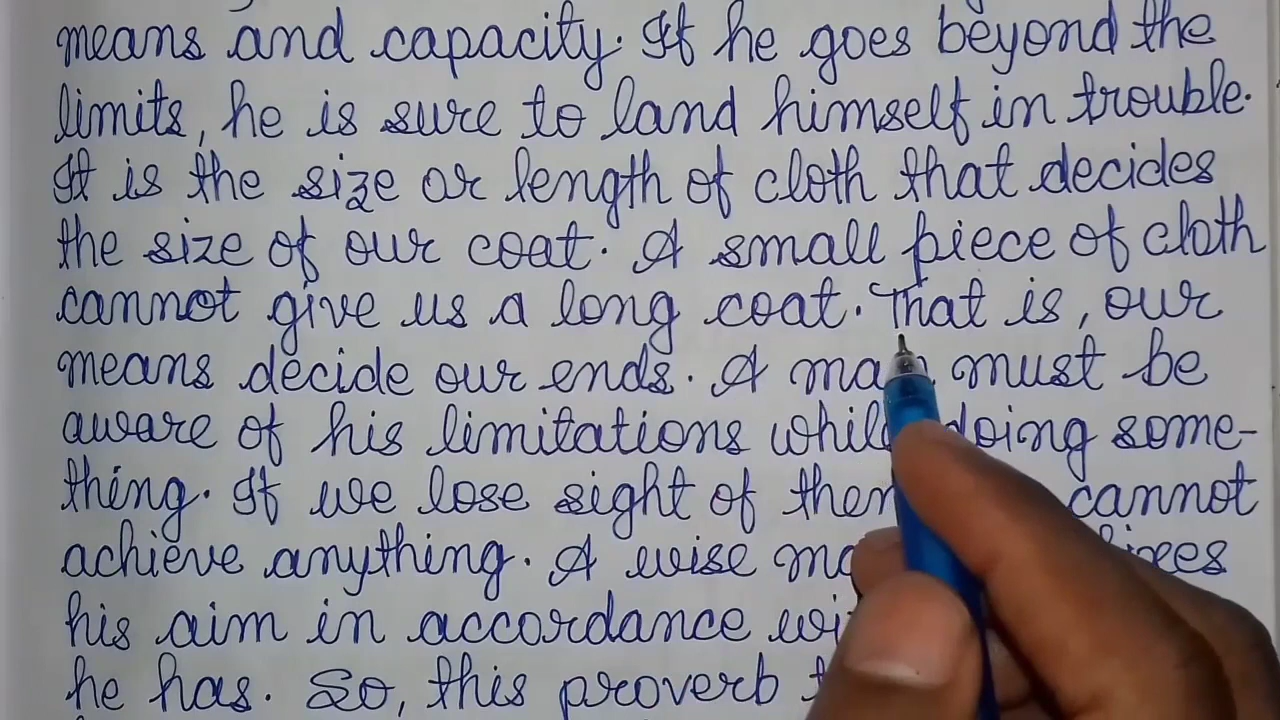 means and capacity. If he goes beyond the
limits, he is sure to land himself in trouble.
It is the size or length of cloth that decides
the size of our coat. A small piece of cloth
cannot give us a long coat. That is, our
means decide our ends. A man must be
aware of his limitations while doing some-
thing. If we lose sight of them cannot
achieve anything. A wise
his aim in accordance
he has. So, this proverb